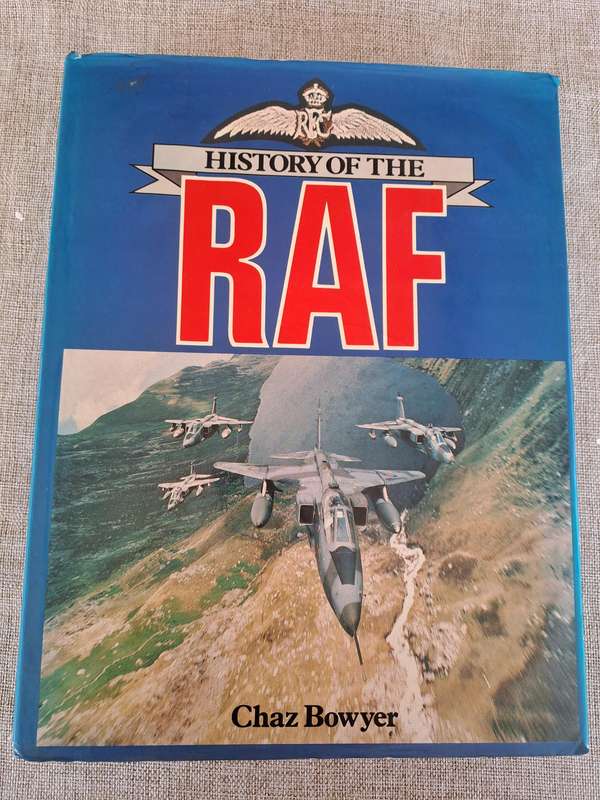 RFC
HISTORY OF THE
RAF
Chaz Bowyer